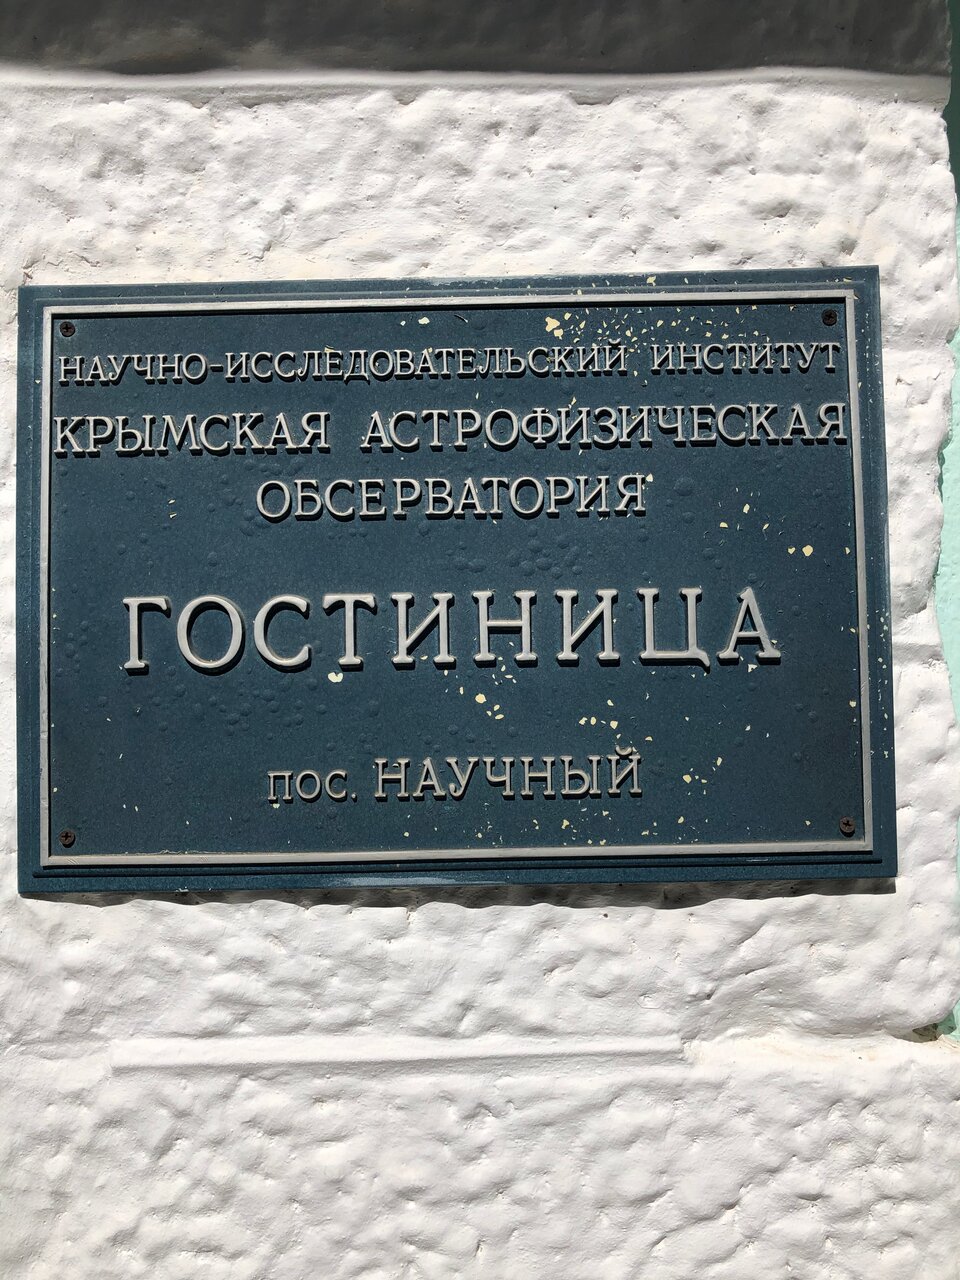 НАУЧНО-ИССЛЕДОВАТЕЛЬСКИЙ ИНСТИТУТ
КРЫМСКАЯ АСТРОФИЗИЧЕСКАЯ
ОБСЕРВАТОРИЯ
ГОСТИНИЦА
пос. НАУЧНЫЙ